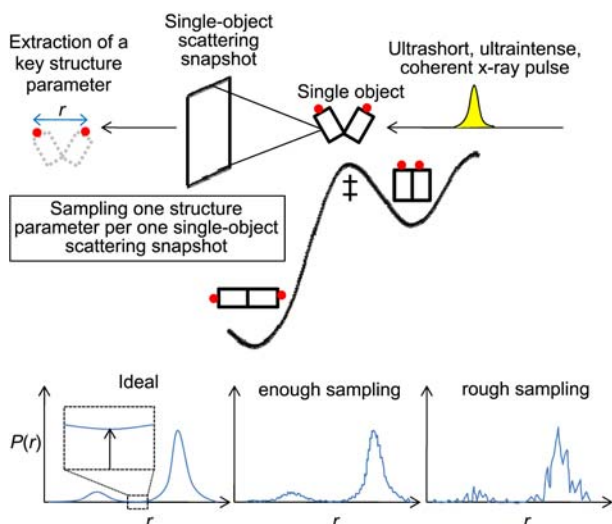 Extraction of a
key structure
parameter
r
Single-object
scattering
snapshot
Single object
Ultrashort, ultraintense,
coherent x-ray pulse
Sampling one structure
parameter per one single-object
scattering snapshot
‡
Ideal
enough sampling
rough sampling
P(r)
r
r
r